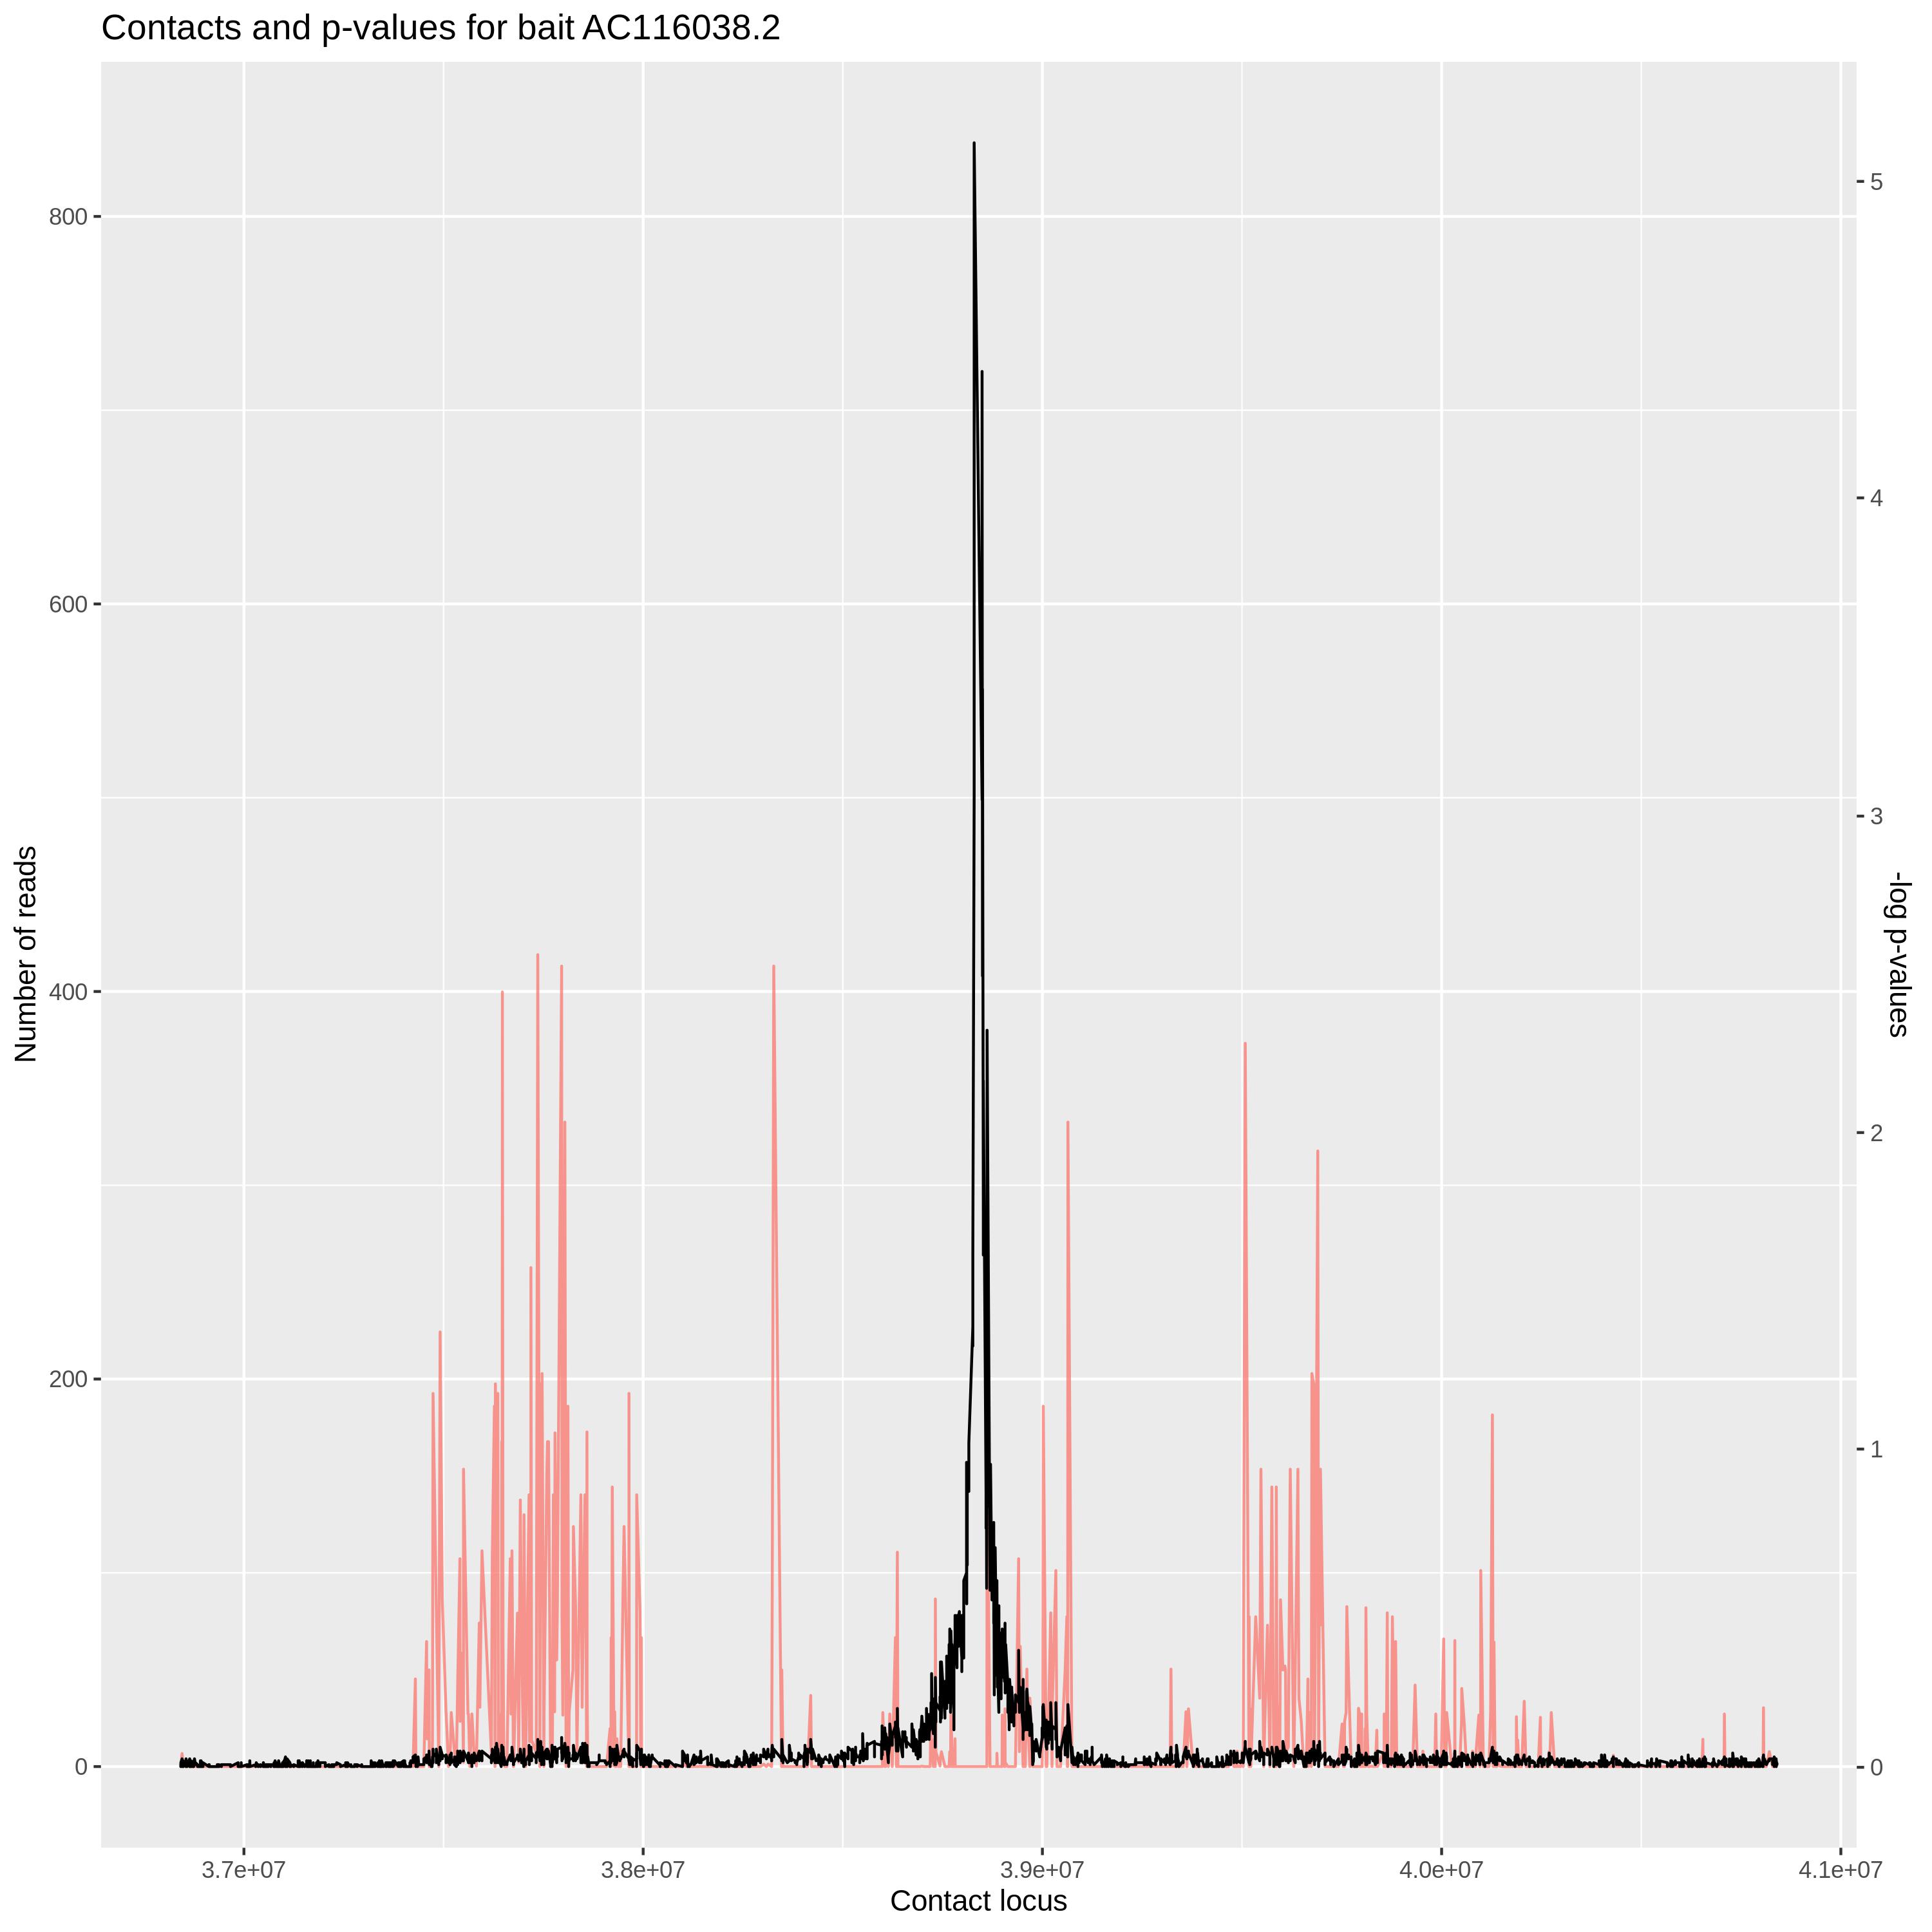 Contacts and p-values for bait AC116038.2
800
600
400
200
0
5
4
3
2
1
0
Number of reads
-log p-values
3.7e+07 3.8e+07 3.9e+07 4.0e+07 4.1e+07
Contact locus